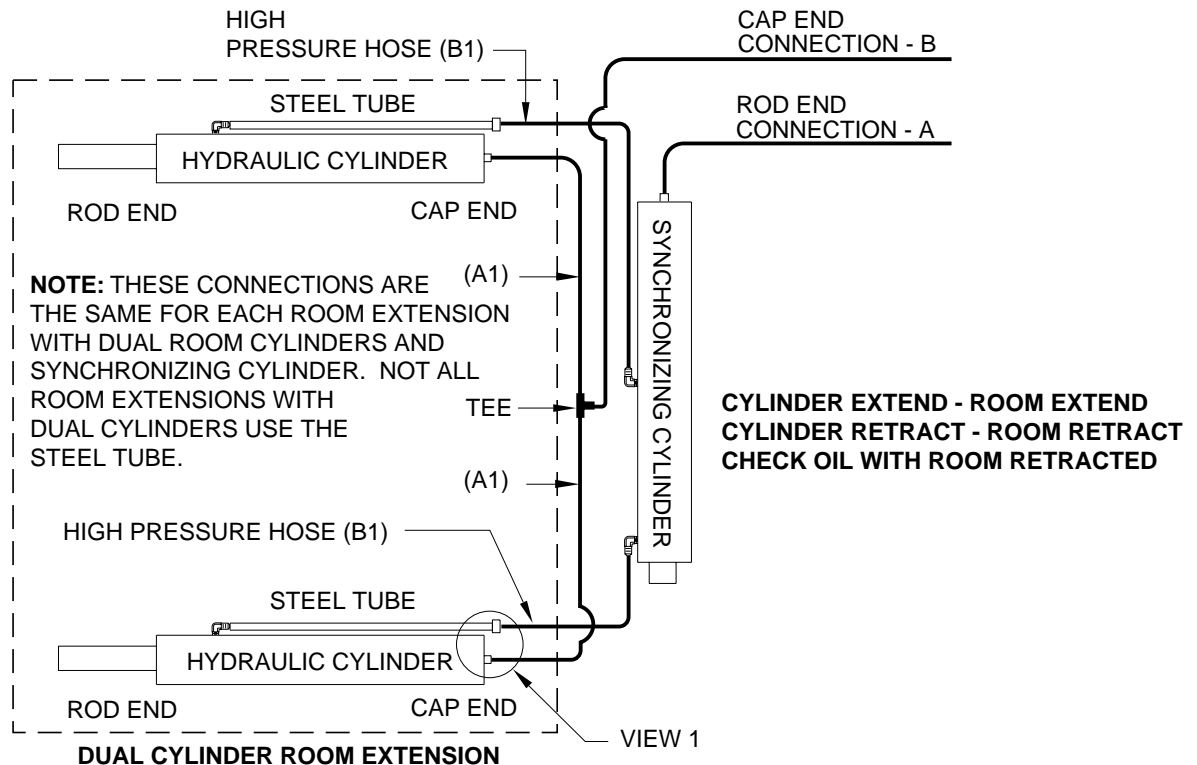 HIGH
PRESSURE HOSE (B1)
CAP END
CONNECTION - B
STEEL TUBE
ROD END
CONNECTION - A
HYDRAULIC CYLINDER
ROD END
CAP END
SYNCHRONIZING CYLINDER
(A1)
NOTE: THESE CONNECTIONS ARE
THE SAME FOR EACH ROOM EXTENSION
WITH DUAL ROOM CYLINDERS AND
SYNCHRONIZING CYLINDER. NOT ALL
ROOM EXTENSIONS WITH
DUAL CYLINDERS USE THE
STEEL TUBE.
TEE
CYLINDER EXTEND - ROOM EXTEND
CYLINDER RETRACT - ROOM RETRACT
CHECK OIL WITH ROOM RETRACTED
(A1)
HIGH PRESSURE HOSE (B1)
STEEL TUBE
HYDRAULIC CYLINDER
ROD END
CAP END
VIEW 1
DUAL CYLINDER ROOM EXTENSION